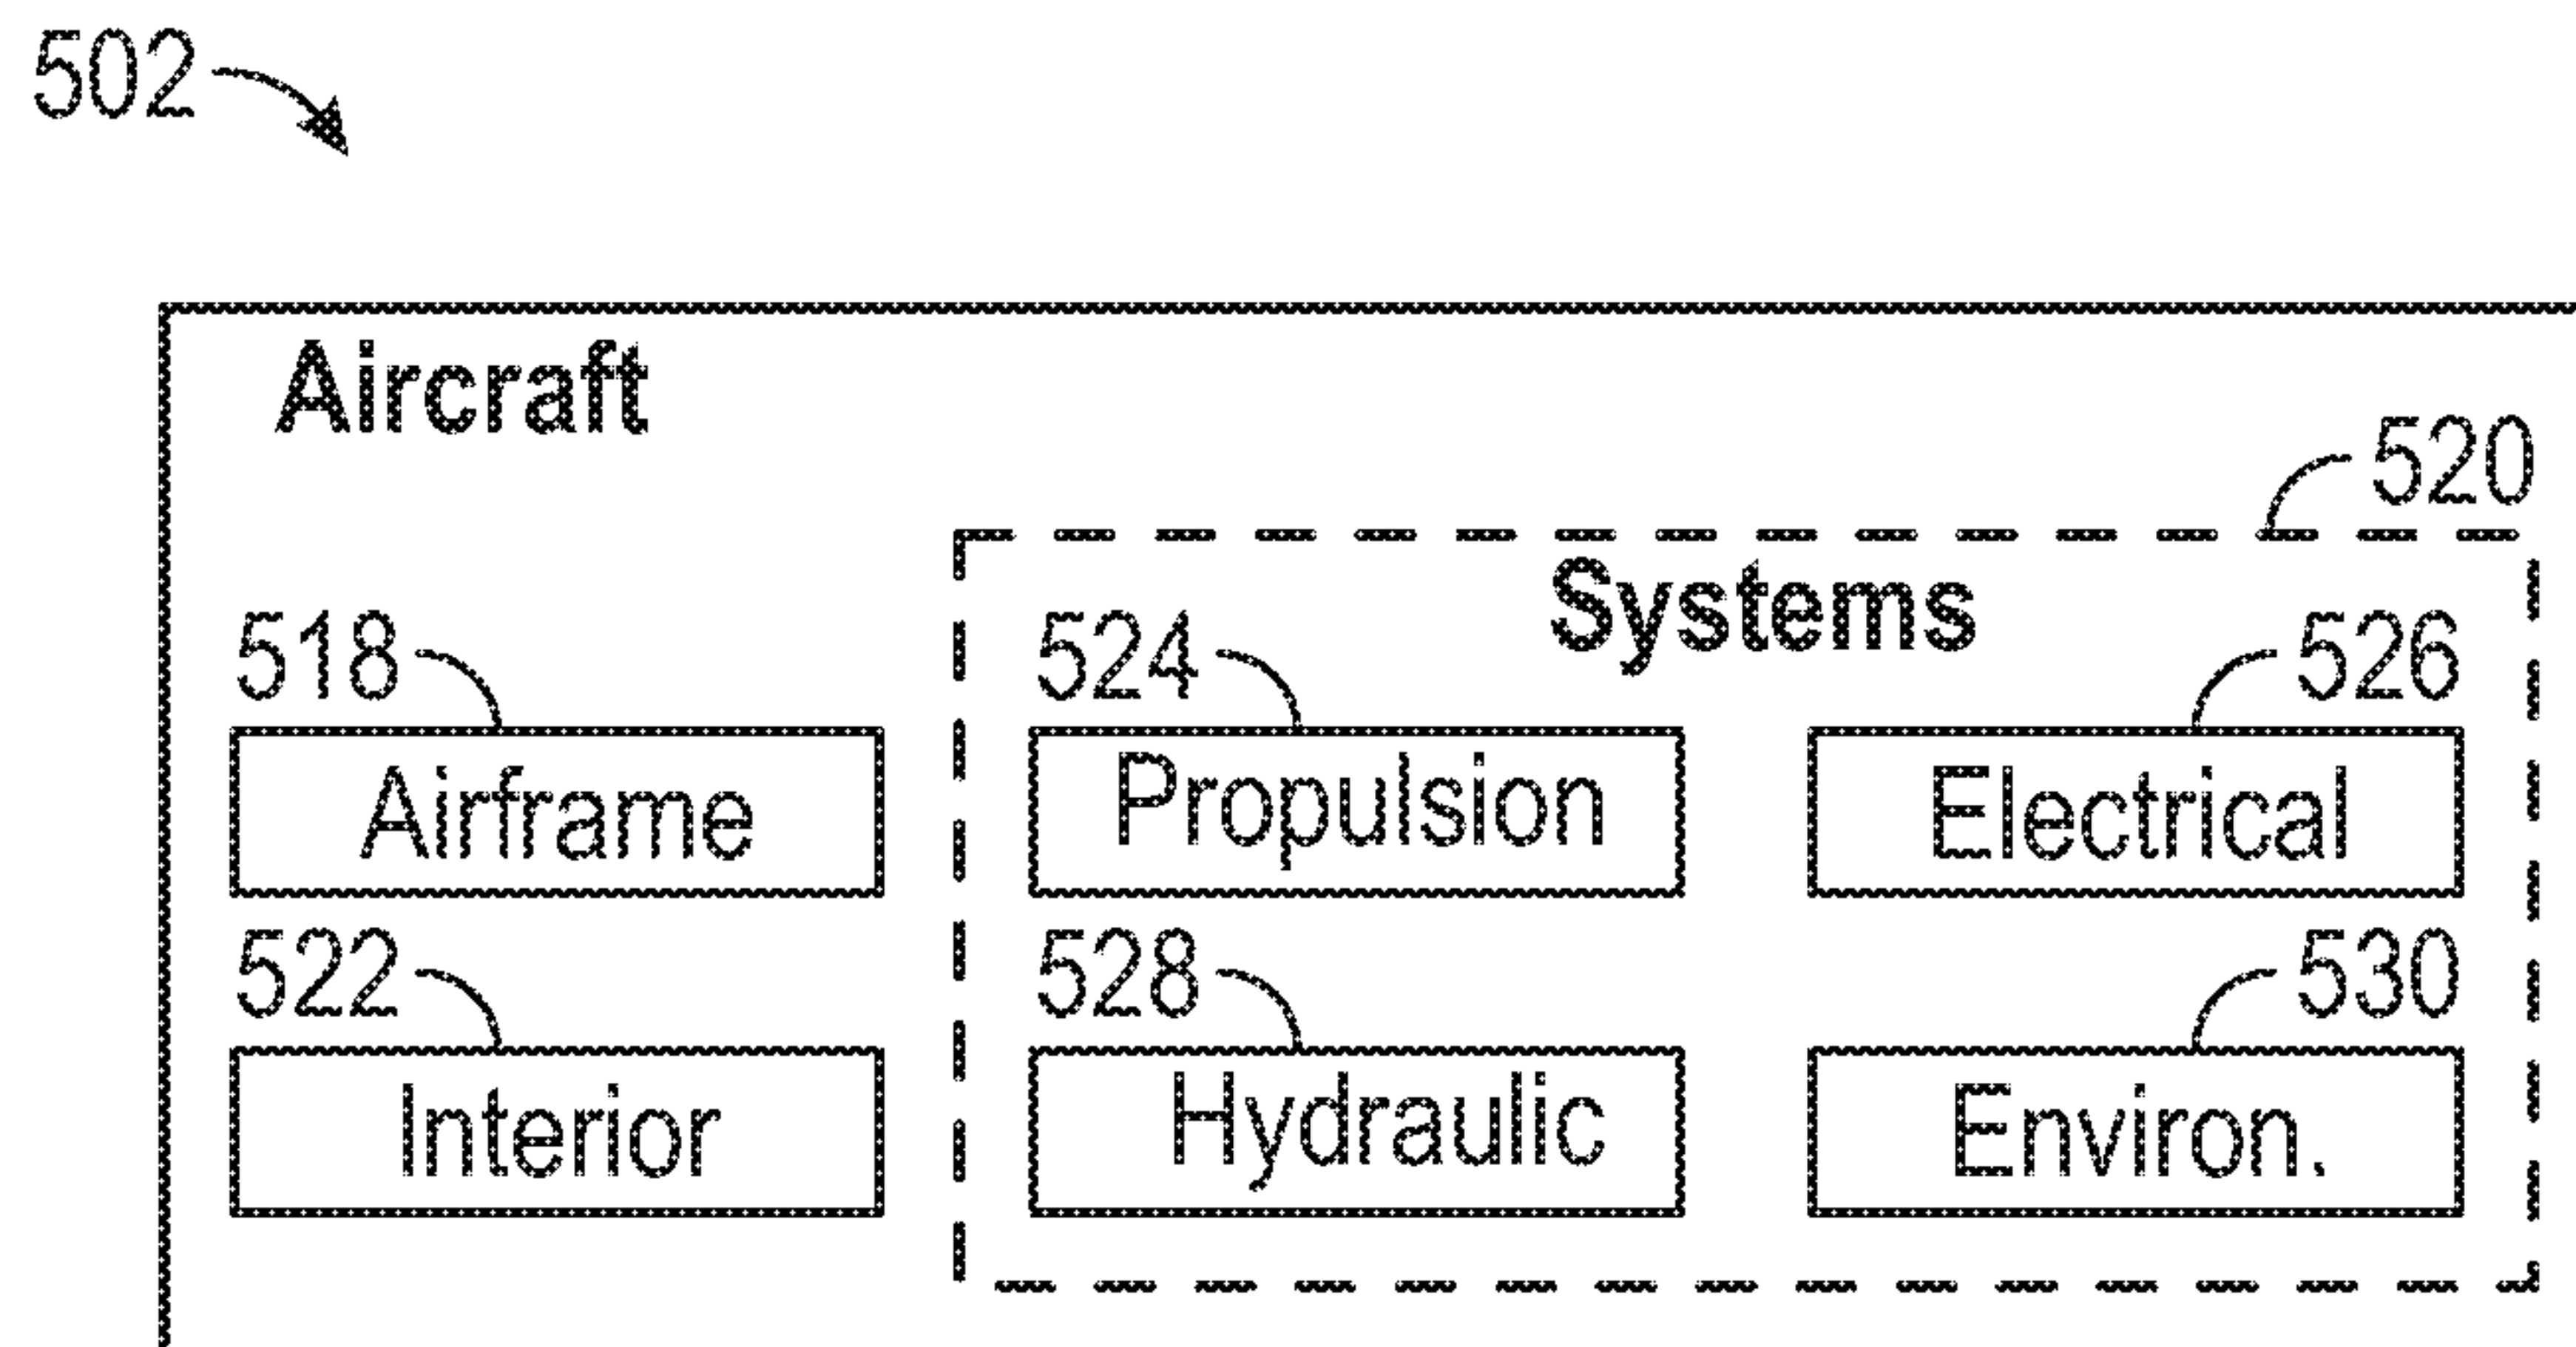 502
Aircraft
520
Systems
518
524
526
Airframe
Propulsion
Electrical
522
528
530
Interior
Hydraulic
Environ.